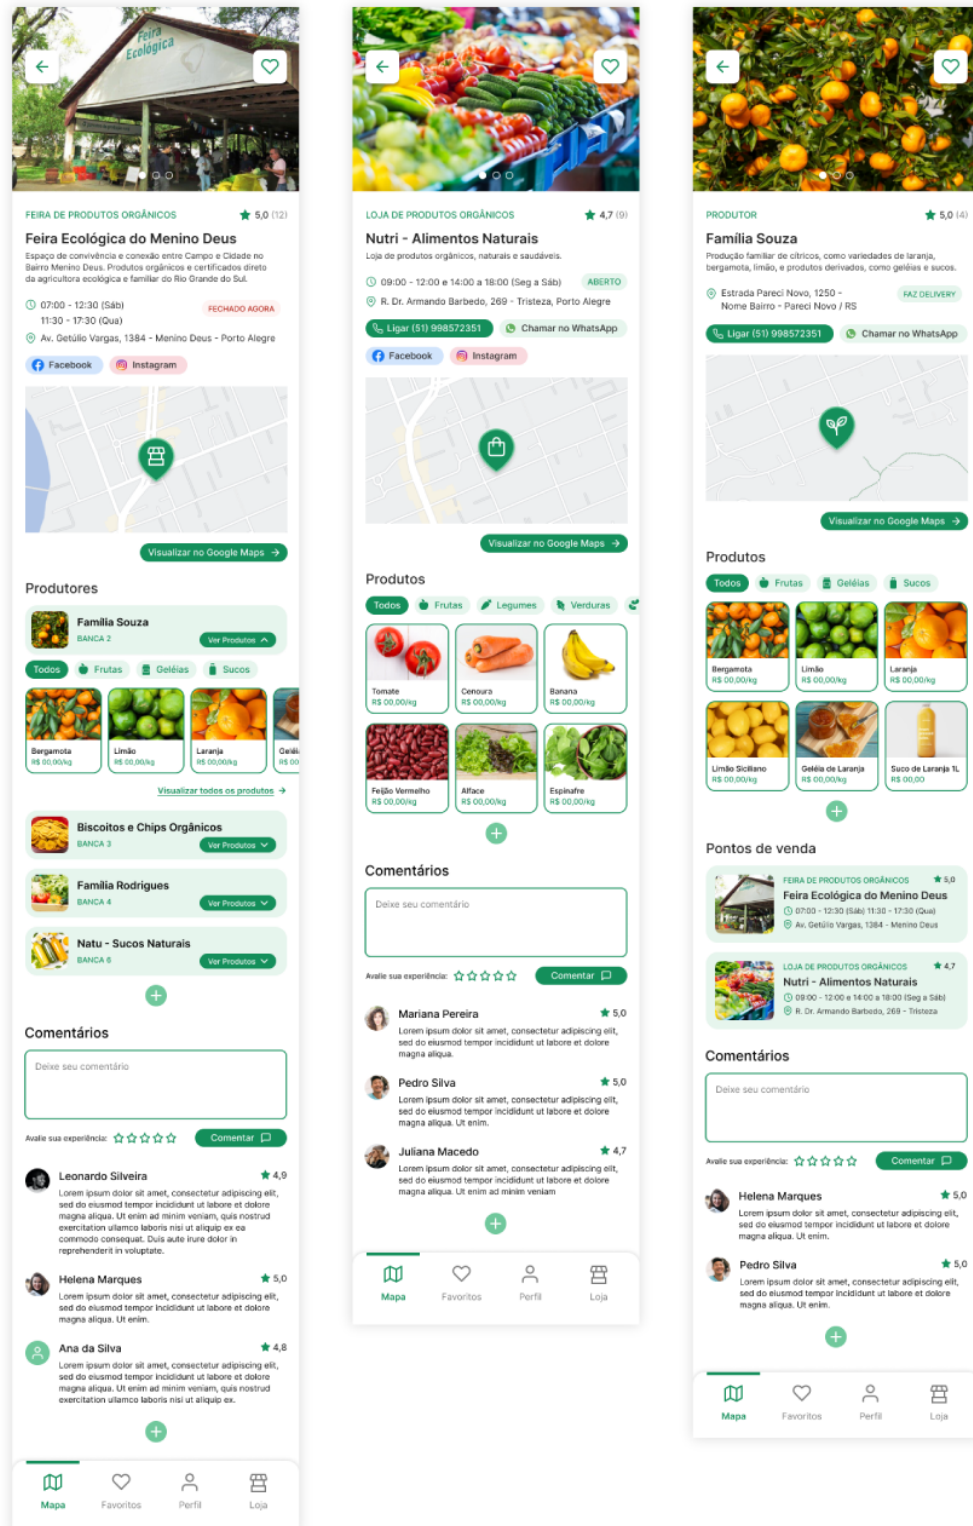 Feira
Ecológica
FEIRA DE PRODUTOS ORGÂNICOS
5,0 (12)
Feira Ecológica do Menino Deus
Espaço de convivência e conexão entre Campo e Cidade no
Bairro Menino Deus. Produtos orgânicos e certificados direto
da agricultura ecológica e familiar do Rio Grande do Sul.
07:00 - 12:30 (Sáb)
11:30 - 17:30 (Qua)
FECHADO AGORA
Av. Getúlio Vargas, 1384 - Menino Deus - Porto Alegre
Facebook
Instagram
Visualizar no Google Maps
Produtores
Família Souza
BANCA 2
Ver Produtos
Todos
Frutas
Geléias
Sucos
Bergamota
R$ 00,00/kg
Limão
R$ 00,00/kg
Laranja
R$ 00,00/kg
Visualizar todos os produtos
Biscoitos e Chips Orgânicos
BANCA 3
Ver Produtos
Família Rodrigues
BANCA 4
Ver Produtos
Natu - Sucos Naturais
BANCA 6
Ver Produtos
Comentários
Deixe seu comentário
Avalie sua experiência:
Comentar
Leonardo Silveira
4,9
Lorem ipsum dolor sit amet, consectetur adipiscing elit,
sed do eiusmod tempor incididunt ut labore et dolore
magna aliqua. Ut enim ad minim veniam, quis nostrud
exercitation ullamco laboris nisi ut aliquip ex ea
commodo consequat. Duis aute irure dolor in
reprehenderit in voluptate.
Helena Marques
5,0
Lorem ipsum dolor sit amet, consectetur adipiscing elit,
sed do eiusmod tempor incididunt ut labore et dolore
magna aliqua. Ut enim.
Ana da Silva
4,8
Lorem ipsum dolor sit amet, consectetur adipiscing elit,
sed do eiusmod tempor incididunt ut labore et dolore
magna aliqua. Ut enim ad minim veniam, quis nostrud
exercitation ullamco laboris nisi ut aliquip ex.
Mapa
Favoritos
Perfil
Loja
LOJA DE PRODUTOS ORGÂNICOS
4,7 (9)
Nutri - Alimentos Naturais
Loja de produtos orgânicos, naturais e saudáveis.
09:00 - 12:00 e 14:00 a 18:00 (Seg a Sáb)
ABERTO
R. Dr. Armando Barbedo, 269 - Tristeza, Porto Alegre
Ligar (51) 998572351
Chamar no WhatsApp
Facebook
Instagram
Visualizar no Google Maps
Produtos
Todos
Frutas
Legumes
Verduras
Tomate
R$ 00,00/kg
Cenoura
R$ 00,00/kg
Banana
R$ 00,00/kg
Feijão Vermelho
R$ 00,00/kg
Alface
R$ 00,00/kg
Espinafre
R$ 00,00/kg
Comentários
Deixe seu comentário
Avalie sua experiência:
Comentar
Mariana Pereira
5,0
Lorem ipsum dolor sit amet, consectetur adipiscing elit,
sed do eiusmod tempor incididunt ut labore et dolore
magna aliqua.
Pedro Silva
5,0
Lorem ipsum dolor sit amet, consectetur adipiscing elit,
sed do eiusmod tempor incididunt ut labore et dolore
magna aliqua. Ut enim.
Juliana Macedo
4,7
Lorem ipsum dolor sit amet, consectetur adipiscing elit,
sed do eiusmod tempor incididunt ut labore et dolore
magna aliqua. Ut enim ad minim veniam
Mapa
Favoritos
Perfil
Loja
PRODUTOR
5,0 (4)
Família Souza
Produção familiar de cítricos, como variedades de laranja,
bergamota, limão, e produtos derivados, como geléias e sucos.
Estrada Pareci Novo, 1250 -
Nome Bairro - Pareci Novo / RS
FAZ DELIVERY
Ligar (51) 998572351
Chamar no WhatsApp
Visualizar no Google Maps
Produtos
Todos
Frutas
Geléias
Sucos
Bergamota
R$ 00,00/kg
Limão
R$ 00,00/kg
Laranja
R$ 00,00/kg
Limão Siciliano
R$ 00,00/kg
Geléia de Laranja
R$ 00,00/kg
Suco de Laranja 1L
R$ 00,00
Pontos de venda
FEIRA DE PRODUTOS ORGÂNICOS
5,0
Feira Ecológica do Menino Deus
07:00 - 12:30 (Sáb) 11:30 - 17:30 (Qua)
Av. Getúlio Vargas, 1384 - Menino Deus
LOJA DE PRODUTOS ORGÂNICOS
4,7
Nutri - Alimentos Naturais
09:00 - 12:00 e 14:00 a 18:00 (Seg a Sáb)
R. Dr. Armando Barbedo, 269 - Tristeza
Comentários
Deixe seu comentário
Avalie sua experiência:
Comentar
Helena Marques
5,0
Lorem ipsum dolor sit amet, consectetur adipiscing elit,
sed do eiusmod tempor incididunt ut labore et dolore
magna aliqua. Ut enim.
Pedro Silva
5,0
Lorem ipsum dolor sit amet, consectetur adipiscing elit,
sed do eiusmod tempor incididunt ut labore et dolore
magna aliqua. Ut enim.
Mapa
Favoritos
Perfil
Loja